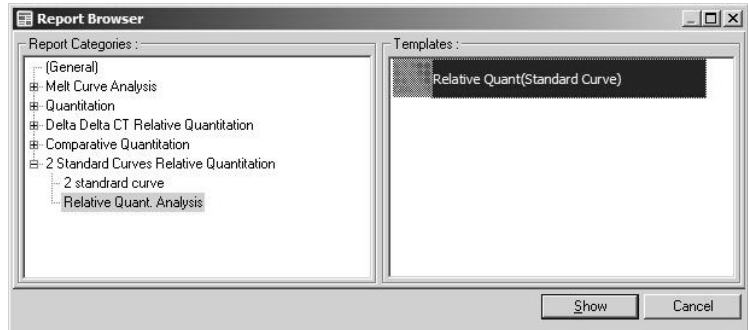 Report Browser
Report Categories :
(General)
Melt Curve Analysis
Quantitation
Delta Delta CT Relative Quantitation
Comparative Quantitation
2 Standard Curves Relative Quantitation
2 standrard curve
Relative Quant. Analysis
Templates :
Relative Quant(Standard Curve)
Show
Cancel